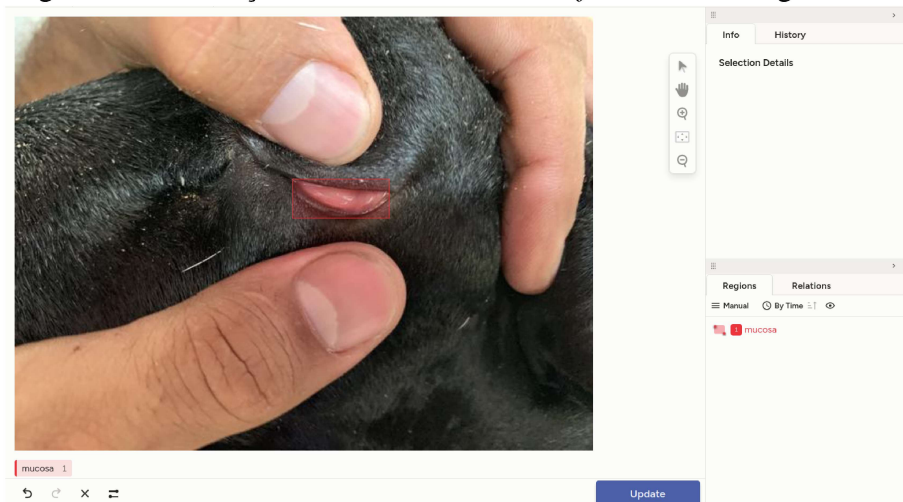 Info History
Selection Details
Regions Relations
Manual By Time
1 mucosa
mucosa 1
Update